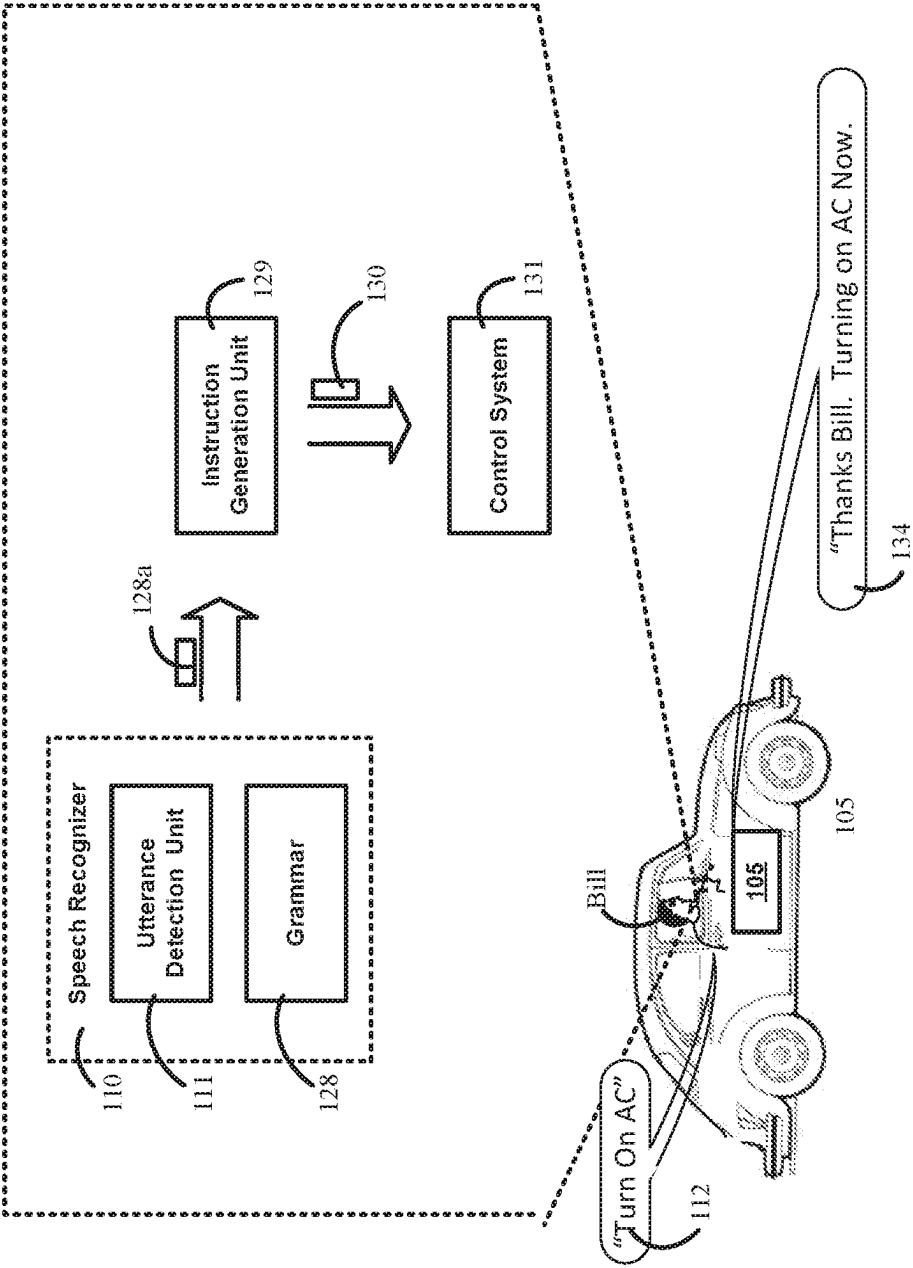 Speech Recognizer
110
Utterance
Detection Unit
111
Grammar
128
128a
Instruction
Generation Unit
129
130
Control System
131
"Turn On AC"
112
Bill
105
105
"Thanks Bill.  Turning on AC Now.
134